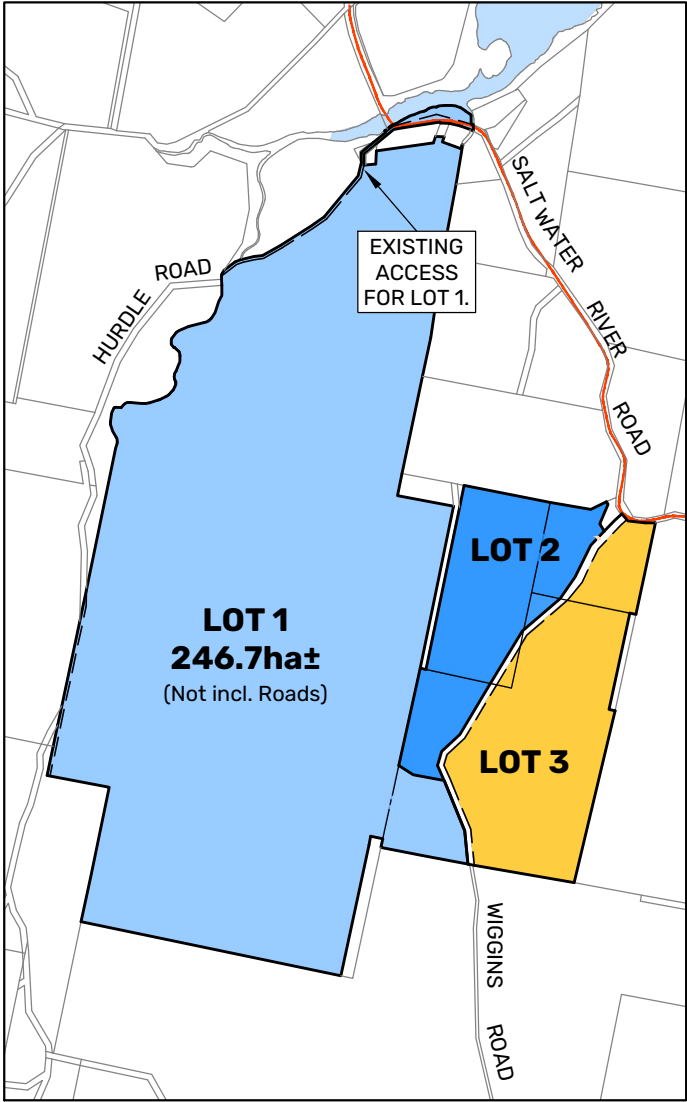 SALT WATER
RIVER
ROAD
EXISTING
ACCESS
FOR LOT 1.
HURDLE
ROAD
LOT 2
LOT 1
246.7ha±
(Not incl. Roads)
LOT 3
WIGGINS
ROAD